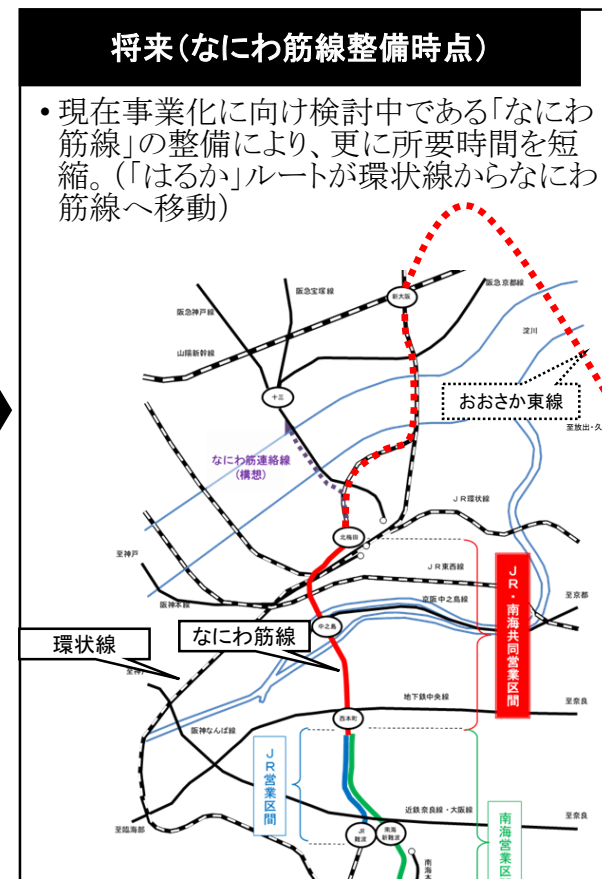 将来(なにわ筋線整備時点)
• 現在事業化に向け検討中である「なにわ
筋線」の整備により、更に所要時間を短
縮。(「はるか」ルートが環状線からなにわ
筋線へ移動)
阪急宝塚線
阪急京都線
新大阪
阪急神戸線
淀川
山陽新幹線
おおさか東線
十三
至放出・久
なにわ筋連絡線
(構想)
JR環状線
北梅田
至神戸
JR東西線
JR・南海共同営業区間
阪神本線
京阪中之島線
至京都
中之島
環状線
なにわ筋線
至神戸
地下鉄中央線
至奈良
西本町
阪神なんば線
JR営業区間
近鉄奈良線・大阪線
至奈良
南海営業区
至臨海部
JR
難波
南海
新難波
南海本